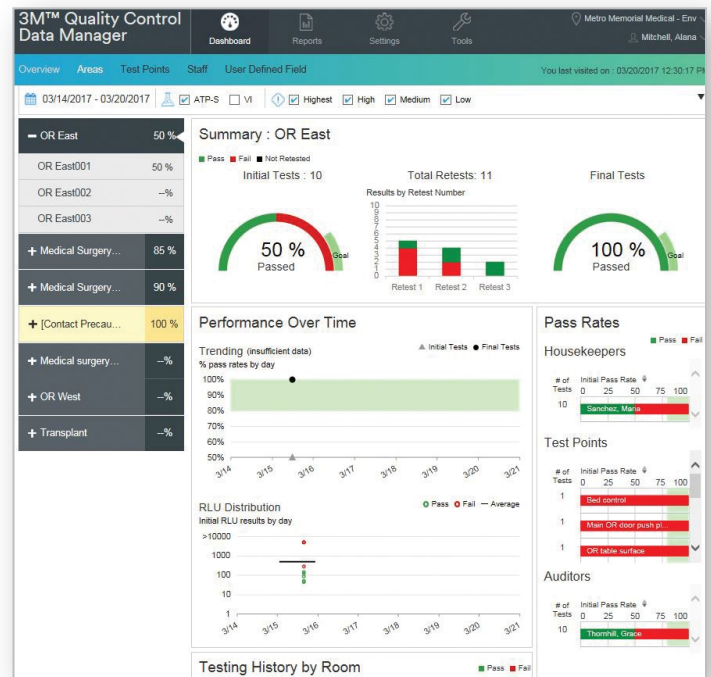 3M™ Quality Control
Data Manager
Dashboard
Reports
Settings
Tools
Metro Memorial Medical - Env
Mitchell, Alana
Overview Areas Test Points Staff User Defined Field
You last visited on : 03/20/2017 12:30:17 PM
03/14/2017 - 03/20/2017 ATP-S VI Highest High Medium Low
− OR East 50 %
OR East001 50 %
OR East002 --%
OR East003 --%
+ Medical Surgery... 85 %
+ Medical Surgery... 90 %
+ [Contact Precau... 100 %
+ Medical surgery... --%
+ OR West --%
+ Transplant --%
Summary : OR East
Pass Fail Not Retested
Initial Tests : 10
50 %
Passed
Goal
Total Retests: 11
Results by Retest Number
10
9
8
7
6
5
4
3
2
1
0
Retest 1 Retest 2 Retest 3
Final Tests
100 %
Passed
Goal
Performance Over Time
Trending (insufficient data)
Initial Tests Final Tests
% pass rates by day
100%
90%
80%
70%
60%
50%
3/14 3/15 3/16 3/17 3/18 3/19 3/20 3/21
RLU Distribution
Pass Fail Average
Initial RLU results by day
>10000
1000
100
10
1
3/14 3/15 3/16 3/17 3/18 3/19 3/20 3/21
Testing History by Room
Pass Fail
Pass Rates
Pass Fail
Housekeepers
# of Tests Initial Pass Rate
0 25 50 75 100
10 Sanchez, Maria
Test Points
# of Tests Initial Pass Rate
0 25 50 75 100
1 Bed control
1 Main OR door push pl...
1 OR table surface
Auditors
# of Tests Initial Pass Rate
0 25 50 75 100
10 Thornhill, Grace